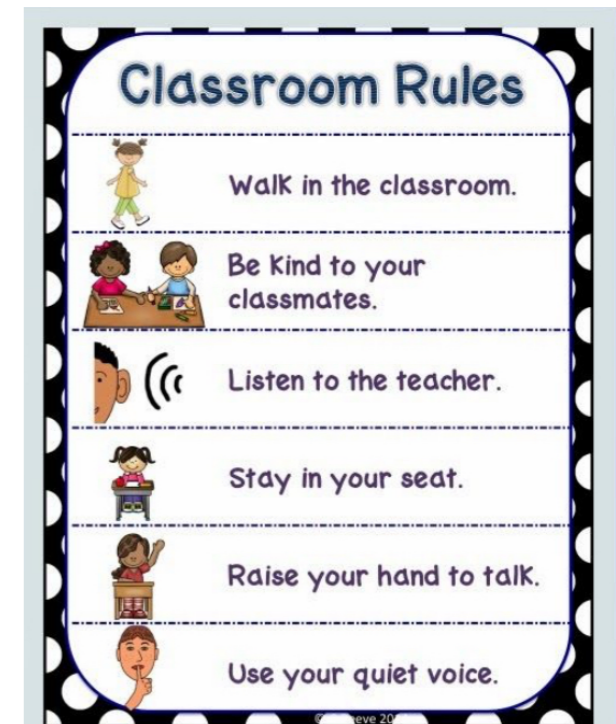 Classroom Rules
Walk in the classroom.
Be kind to your
classmates.
Listen to the teacher.
Stay in your seat.
Raise your hand to talk.
Use your quiet voice.